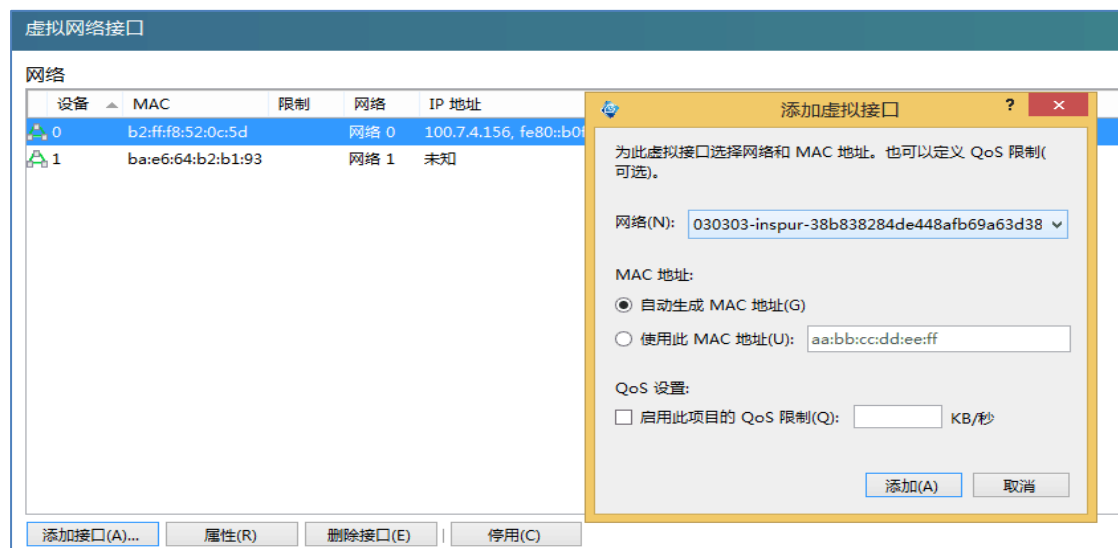 虚拟网络接口
网络
设备 MAC 限制 网络 IP 地址
0 b2:ff:f8:52:0c:5d 网络 0 100.7.4.156, fe80::b0f
1 ba:e6:64:b2:b1:93 网络 1 未知
添加接口(A)... 属性(R) 删除接口(E) 停用(C)
添加虚拟接口 ?
为此虚拟接口选择网络和 MAC 地址。也可以定义 QoS 限制(
可选)。
网络(N): 030303-inspur-38b838284de448afb69a63d38
MAC 地址:
自动生成 MAC 地址(G)
使用此 MAC 地址(U): aa:bb:cc:dd:ee:ff
QoS 设置:
启用此项目的 QoS 限制(Q): KB/秒
添加(A) 取消